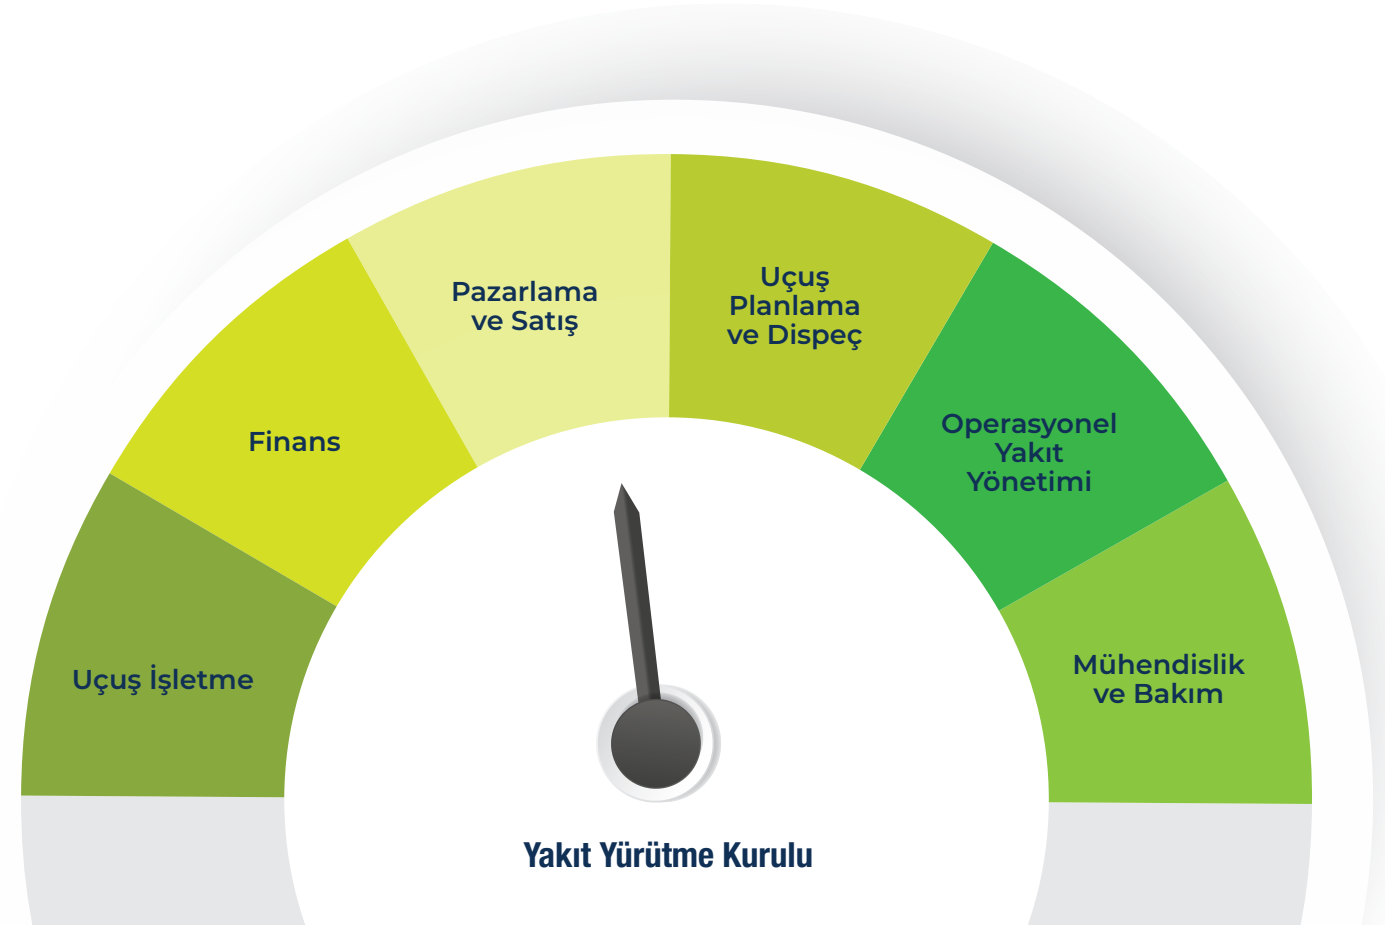 Uçuş İşletme
Finans
Pazarlama
ve Satış
Uçuş
Planlama
ve Dispeç
Operasyonel
Yakıt
Yönetimi
Mühendislik
ve Bakım
Yakıt Yürütme Kurulu